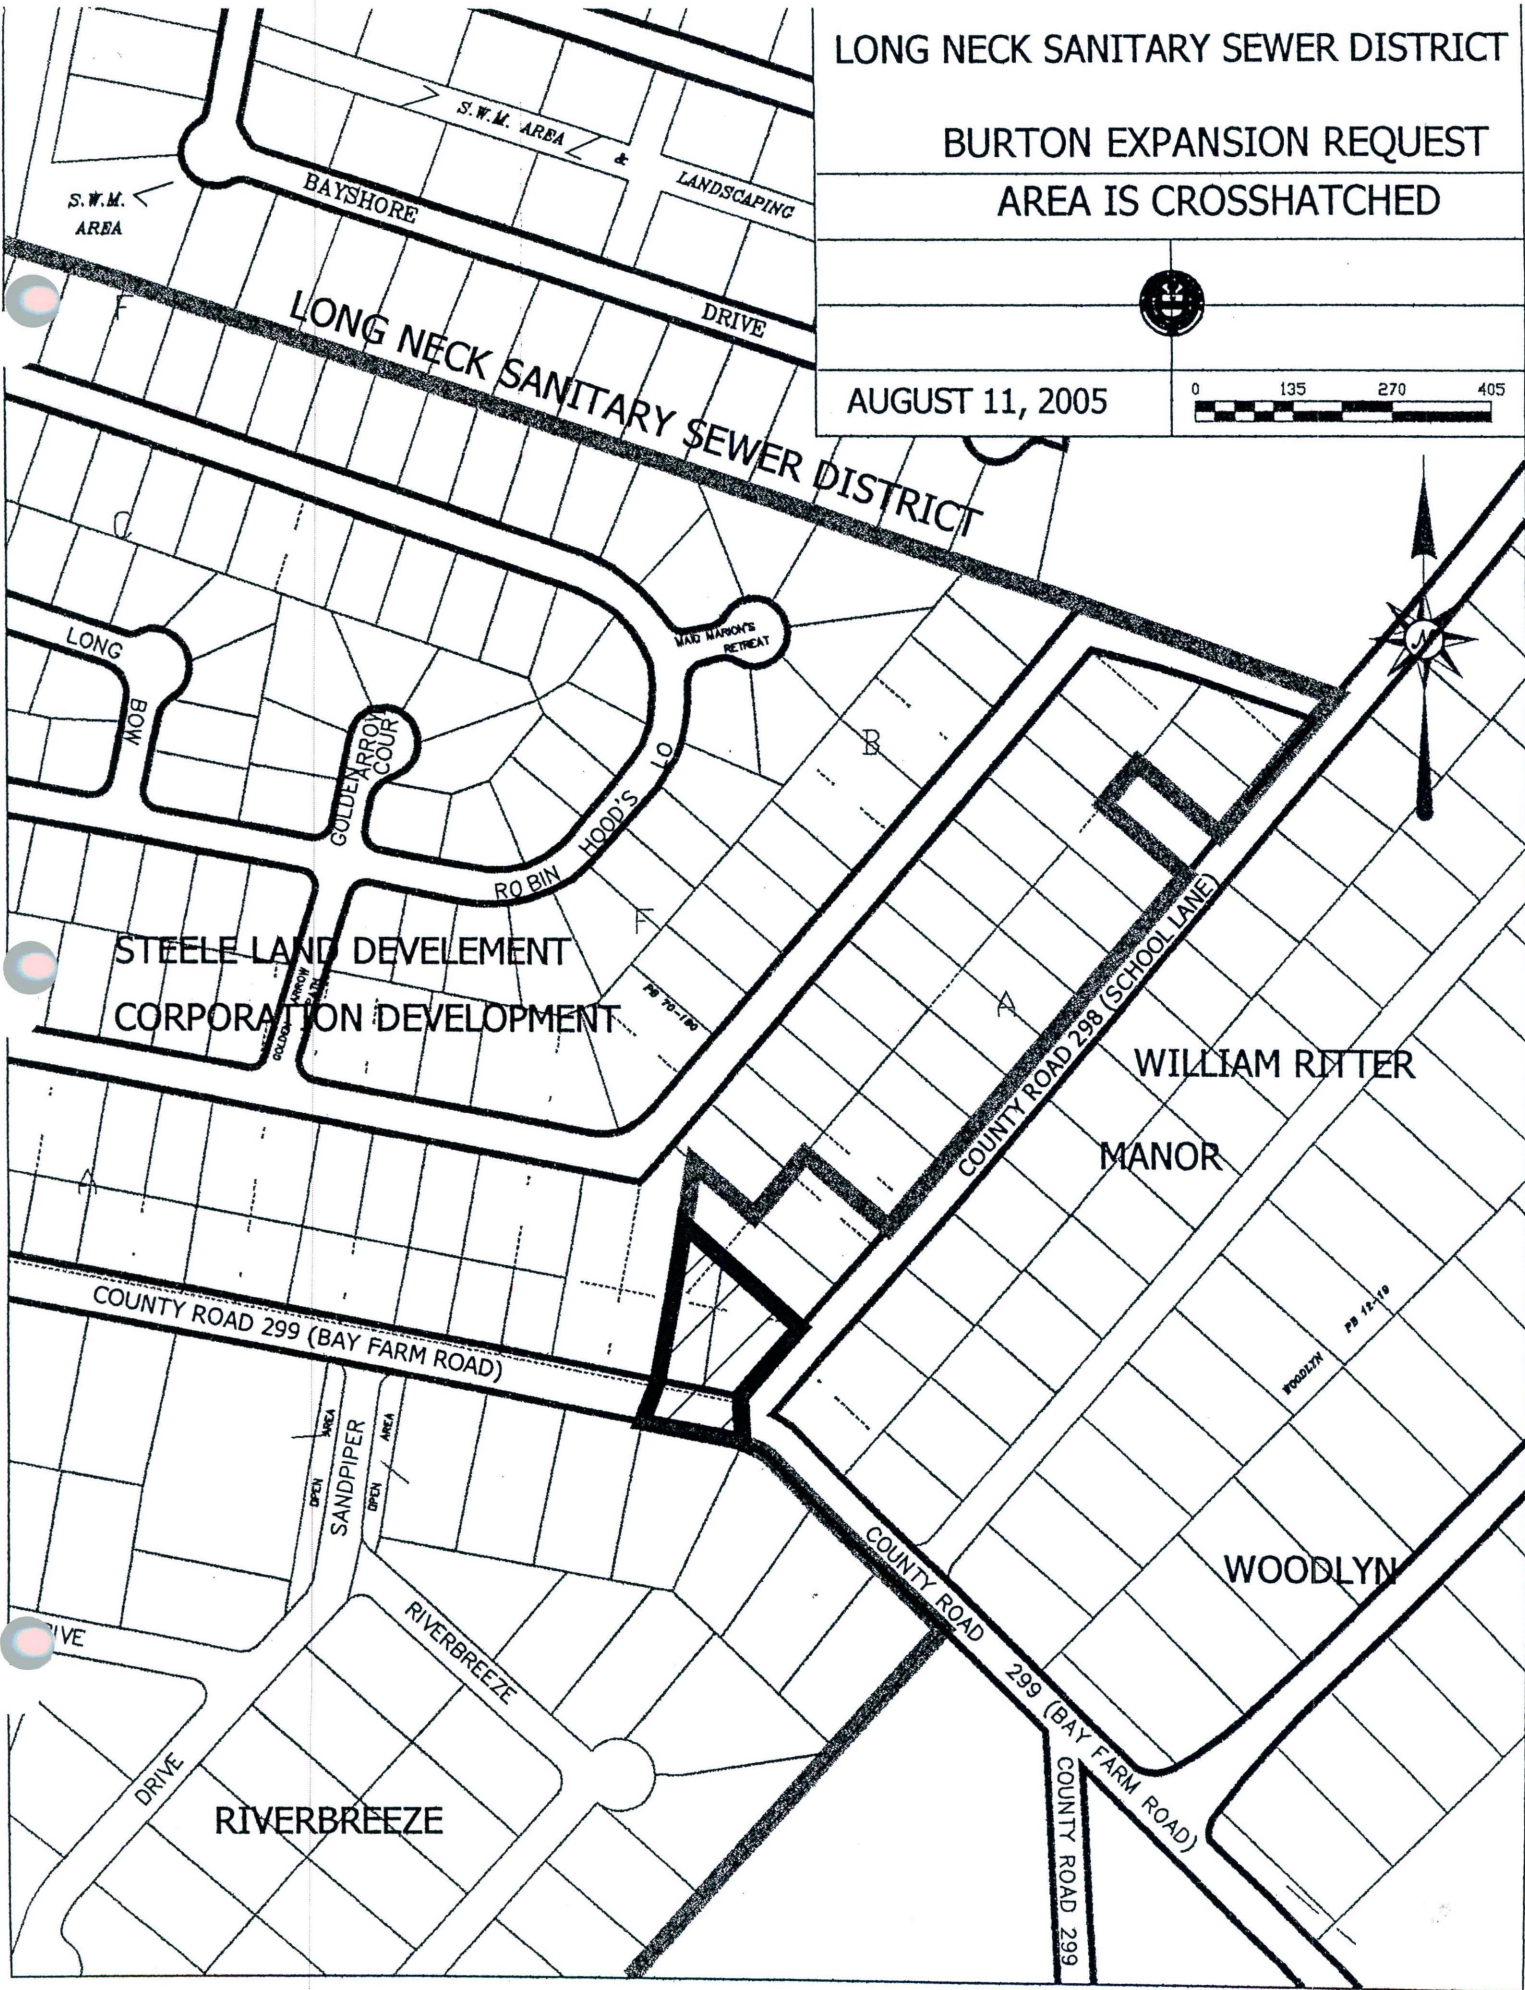 LONG NECK SANITARY SEWER DISTRICT
BURTON EXPANSION REQUEST
AREA IS CROSSHATCHED
AUGUST 11, 2005
0 135 270 405
S.W.M. AREA
&
LANDSCAPING
S.W.M.
AREA
BAYSHORE
DRIVE
F
LONG NECK SANITARY SEWER DISTRICT
C
LONG
BOW
MAID MARION'S
RETREAT
GOLDEN ARROW
COURT
B
N
ROBIN HOOD'S LO
F
STEELE LAND DEVELEMENT
CORPORATION DEVELOPMENT
GOLDEN ARROW
PATH
PB 70-180
A
COUNTY ROAD 298 (SCHOOL LANE)
WILLIAM RITTER
MANOR
A
COUNTY ROAD 299 (BAY FARM ROAD)
PB 12-19
WOODLYN
OPEN AREA
SANDPIPER
OPEN AREA
COUNTY ROAD 299 (BAY FARM ROAD)
WOODLYN
IVE
RIVERBREEZE
DRIVE
RIVERBREEZE
COUNTY ROAD 299